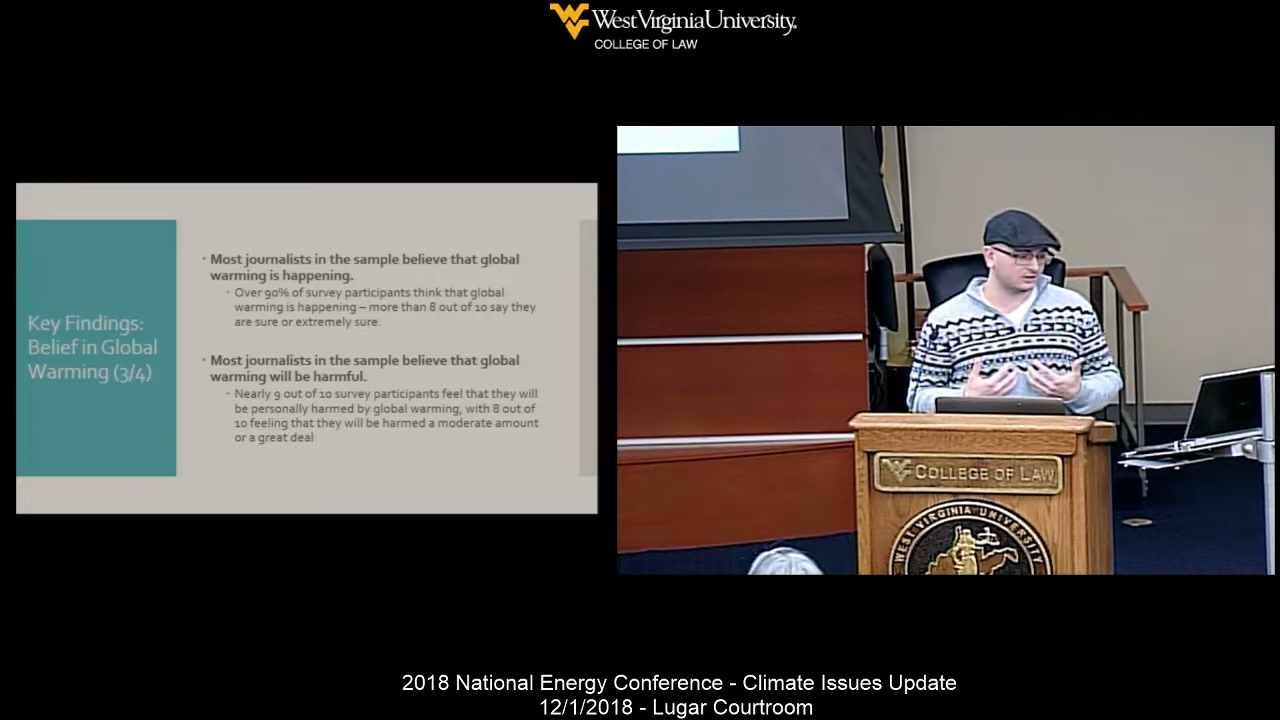 West Virginia University.
COLLEGE OF LAW
Key Findings:
Belief in Global
Warming (3/4)
Most journalists in the sample believe that global
warming is happening.
Over 90% of survey participants think that global
warming is happening – more than 8 out of 10 say they
are sure or extremely sure.
Most journalists in the sample believe that global
warming will be harmful.
Nearly 9 out of 10 survey participants feel that they will
be personally harmed by global warming, with 8 out of
10 feeling that they will be harmed a moderate amount
or a great deal
COLLEGE OF LAW
WEST VIRGINIA UNIVERSITY
2018 National Energy Conference - Climate Issues Update
12/1/2018 - Lugar Courtroom